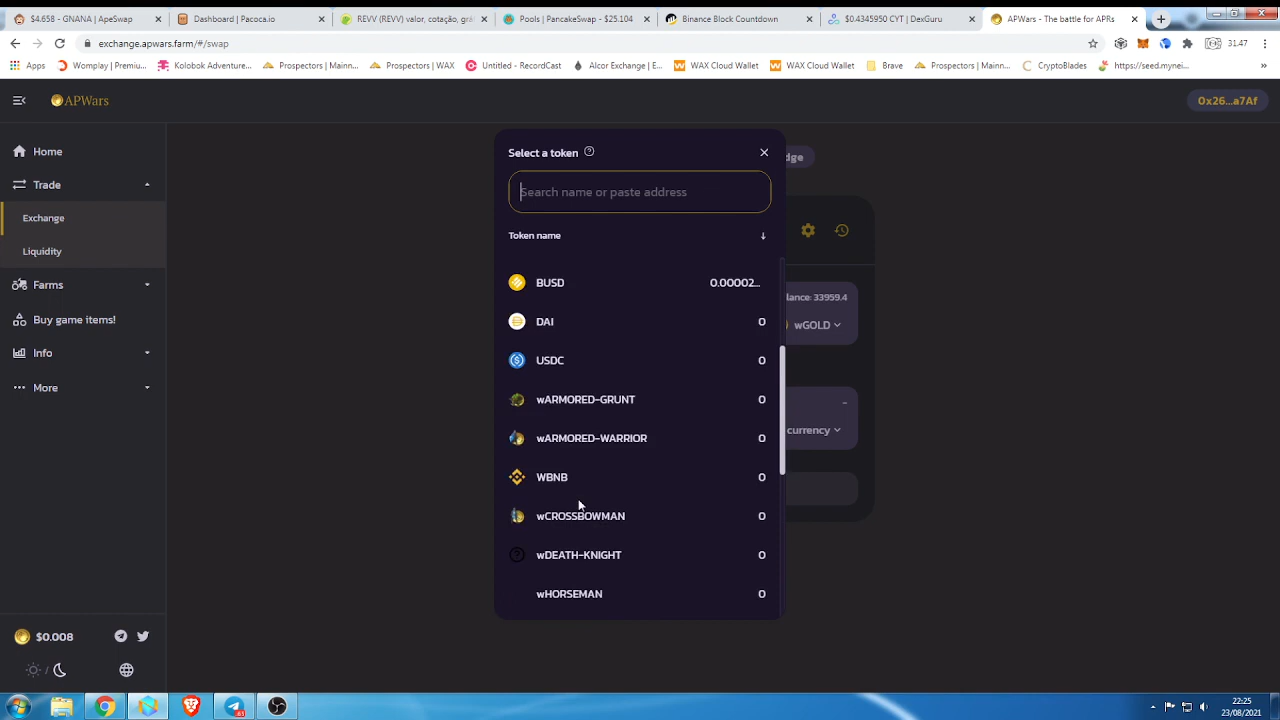 $4.658 - GNANA | ApeSwap
Dashboard | Pacoca.io
REVV (REVV) valor, cotação, grá
Pools | PancakeSwap - $25.104
Binance Block Countdown
$0.4345950 CYT | DexGuru
APWars - The battle for APRs
exchange.apwars.farm/#/swap
31.47
Apps
Womplay | Premiu...
Kolobok Adventure...
Prospectors | Mainn...
Prospectors | WAX
Untitled - RecordCast
Alcor Exchange | E...
WAX Cloud Wallet
WAX Cloud Wallet
Prospectors | Mainn...
Brave
CryptoBlades
https://seed.mynei...
»
APWars
0x26...a7Af
Home
Trade
Exchange
Liquidity
Farms
Buy game items!
Info
More
$0.008
/
dge
lance: 33959.4
wGOLD
-
currency
Select a token
Search name or paste address
Token name
BUSD 0.00002...
DAI 0
USDC 0
wARMORED-GRUNT 0
wARMORED-WARRIOR 0
WBNB 0
wCROSSBOWMAN 0
wDEATH-KNIGHT 0
wHORSEMAN 0
22:25
23/08/2021